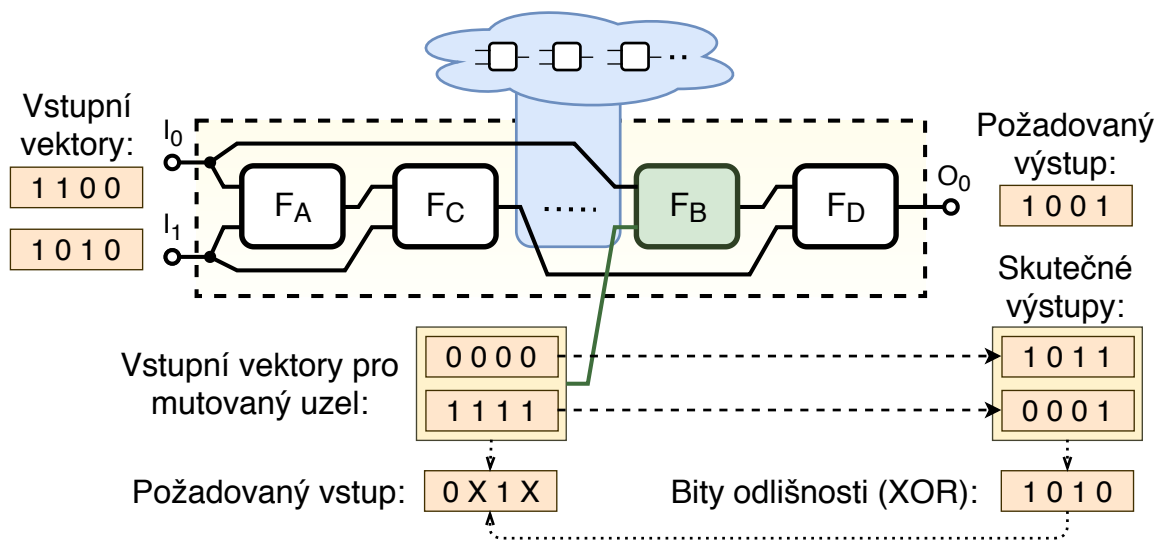 Vstupní
vektory:
1 1 0 0
1 0 1 0
I0
I1
FA
FC
......
FB
FD
..
O0
Požadovaný
výstup:
1 0 0 1
Skutečné
výstupy:
1 0 1 1
0 0 0 1
Vstupní vektory pro
mutovaný uzel:
0 0 0 0
1 1 1 1
Požadovaný vstup:
0 X 1 X
Bity odlišnosti (XOR):
1 0 1 0